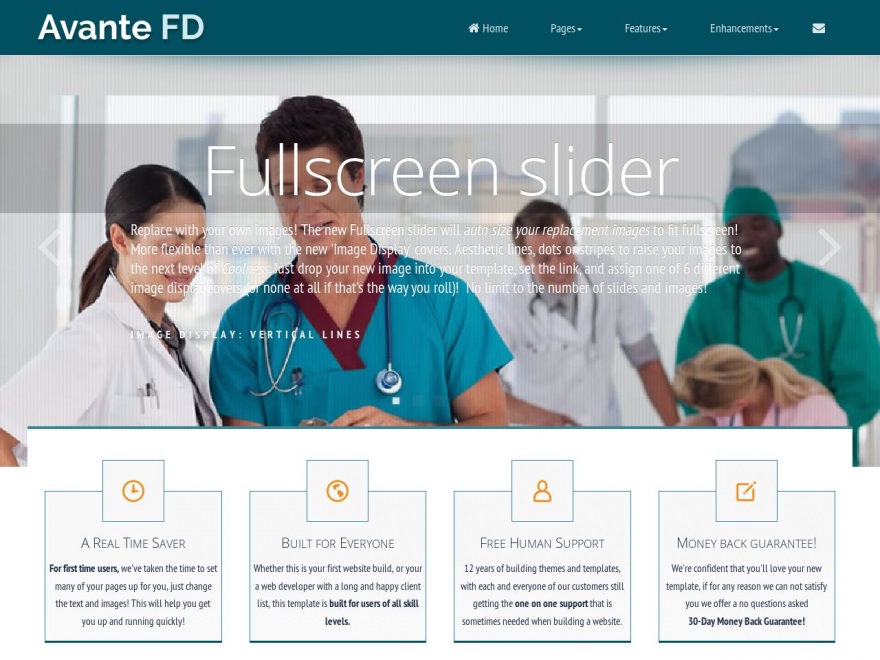 Avante FD
Home Pages Features Enhancements
Fullscreen slider
Replace with your own images! The new Fullscreen slider will auto size your replacement images to fit fullscreen!
More flexible than ever with the new 'Image Display' covers. Aesthetic lines, dots or stripes to raise your images to
the next level of Coolness. Just drop your new image into your template, set the link, and assign one of 6 different
image display covers (or none at all if that's the way you roll)! No limit to the number of slides and images!
IMAGE DISPLAY: VERTICAL LINES
A Real Time Saver
For first time users, we've taken the time to set
many of your pages up for you, just change
the text and images! This will help you get
you up and running quickly!
Built for Everyone
Whether this is your first website build, or your
a web developer with a long and happy client
list, this template is built for users of all skill
levels.
Free Human Support
12 years of building themes and templates,
with each and everyone of our customers still
getting the one on one support that is
sometimes needed when building a website.
Money back guarantee!
We're confident that you'll love your new
template, if for any reason we can not satisfy
you we offer a no questions asked
30-Day Money Back Guarantee!